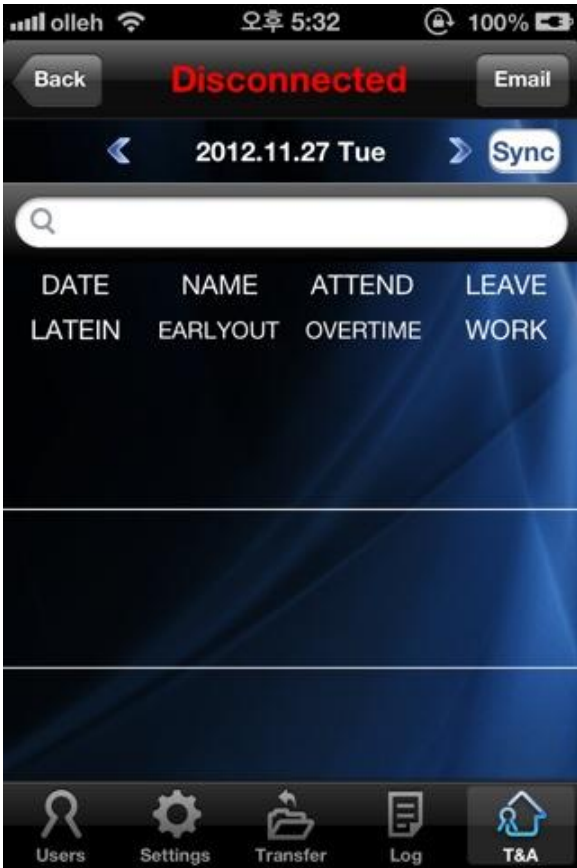 olleh 오후 5:32 100%
Back Disconnected Email
2012.11.27 Tue Sync
DATE NAME ATTEND LEAVE
LATEIN EARLYOUT OVERTIME WORK
Users Settings Transfer Log T&A